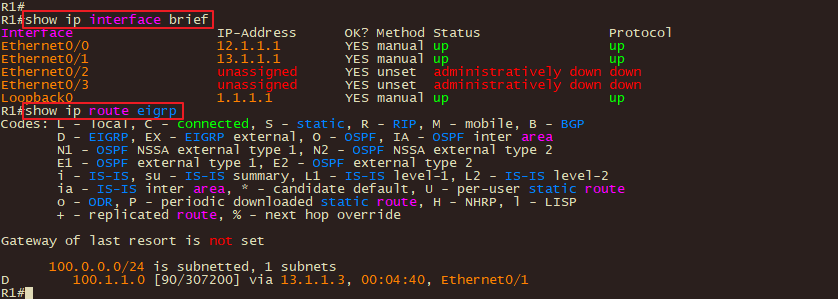 R1#
R1#show ip interface brief
Interface IP-Address OK? Method Status Protocol
Ethernet0/0 12.1.1.1 YES manual up up
Ethernet0/1 13.1.1.1 YES manual up up
Ethernet0/2 unassigned YES unset administratively down down
Ethernet0/3 unassigned YES unset administratively down down
Loopback0 1.1.1.1 YES manual up up
R1#show ip route eigrp
Codes: L - local, C - connected, S - static, R - RIP, M - mobile, B - BGP
D - EIGRP, EX - EIGRP external, O - OSPF, IA - OSPF inter area
N1 - OSPF NSSA external type 1, N2 - OSPF NSSA external type 2
E1 - OSPF external type 1, E2 - OSPF external type 2
i - IS-IS, su - IS-IS summary, L1 - IS-IS level-1, L2 - IS-IS level-2
ia - IS-IS inter area, * - candidate default, U - per-user static route
o - ODR, P - periodic downloaded static route, H - NHRP, l - LISP
+ - replicated route, % - next hop override
Gateway of last resort is not set
100.0.0.0/24 is subnetted, 1 subnets
D 100.1.1.0 [90/307200] via 13.1.1.3, 00:04:40, Ethernet0/1
R1#